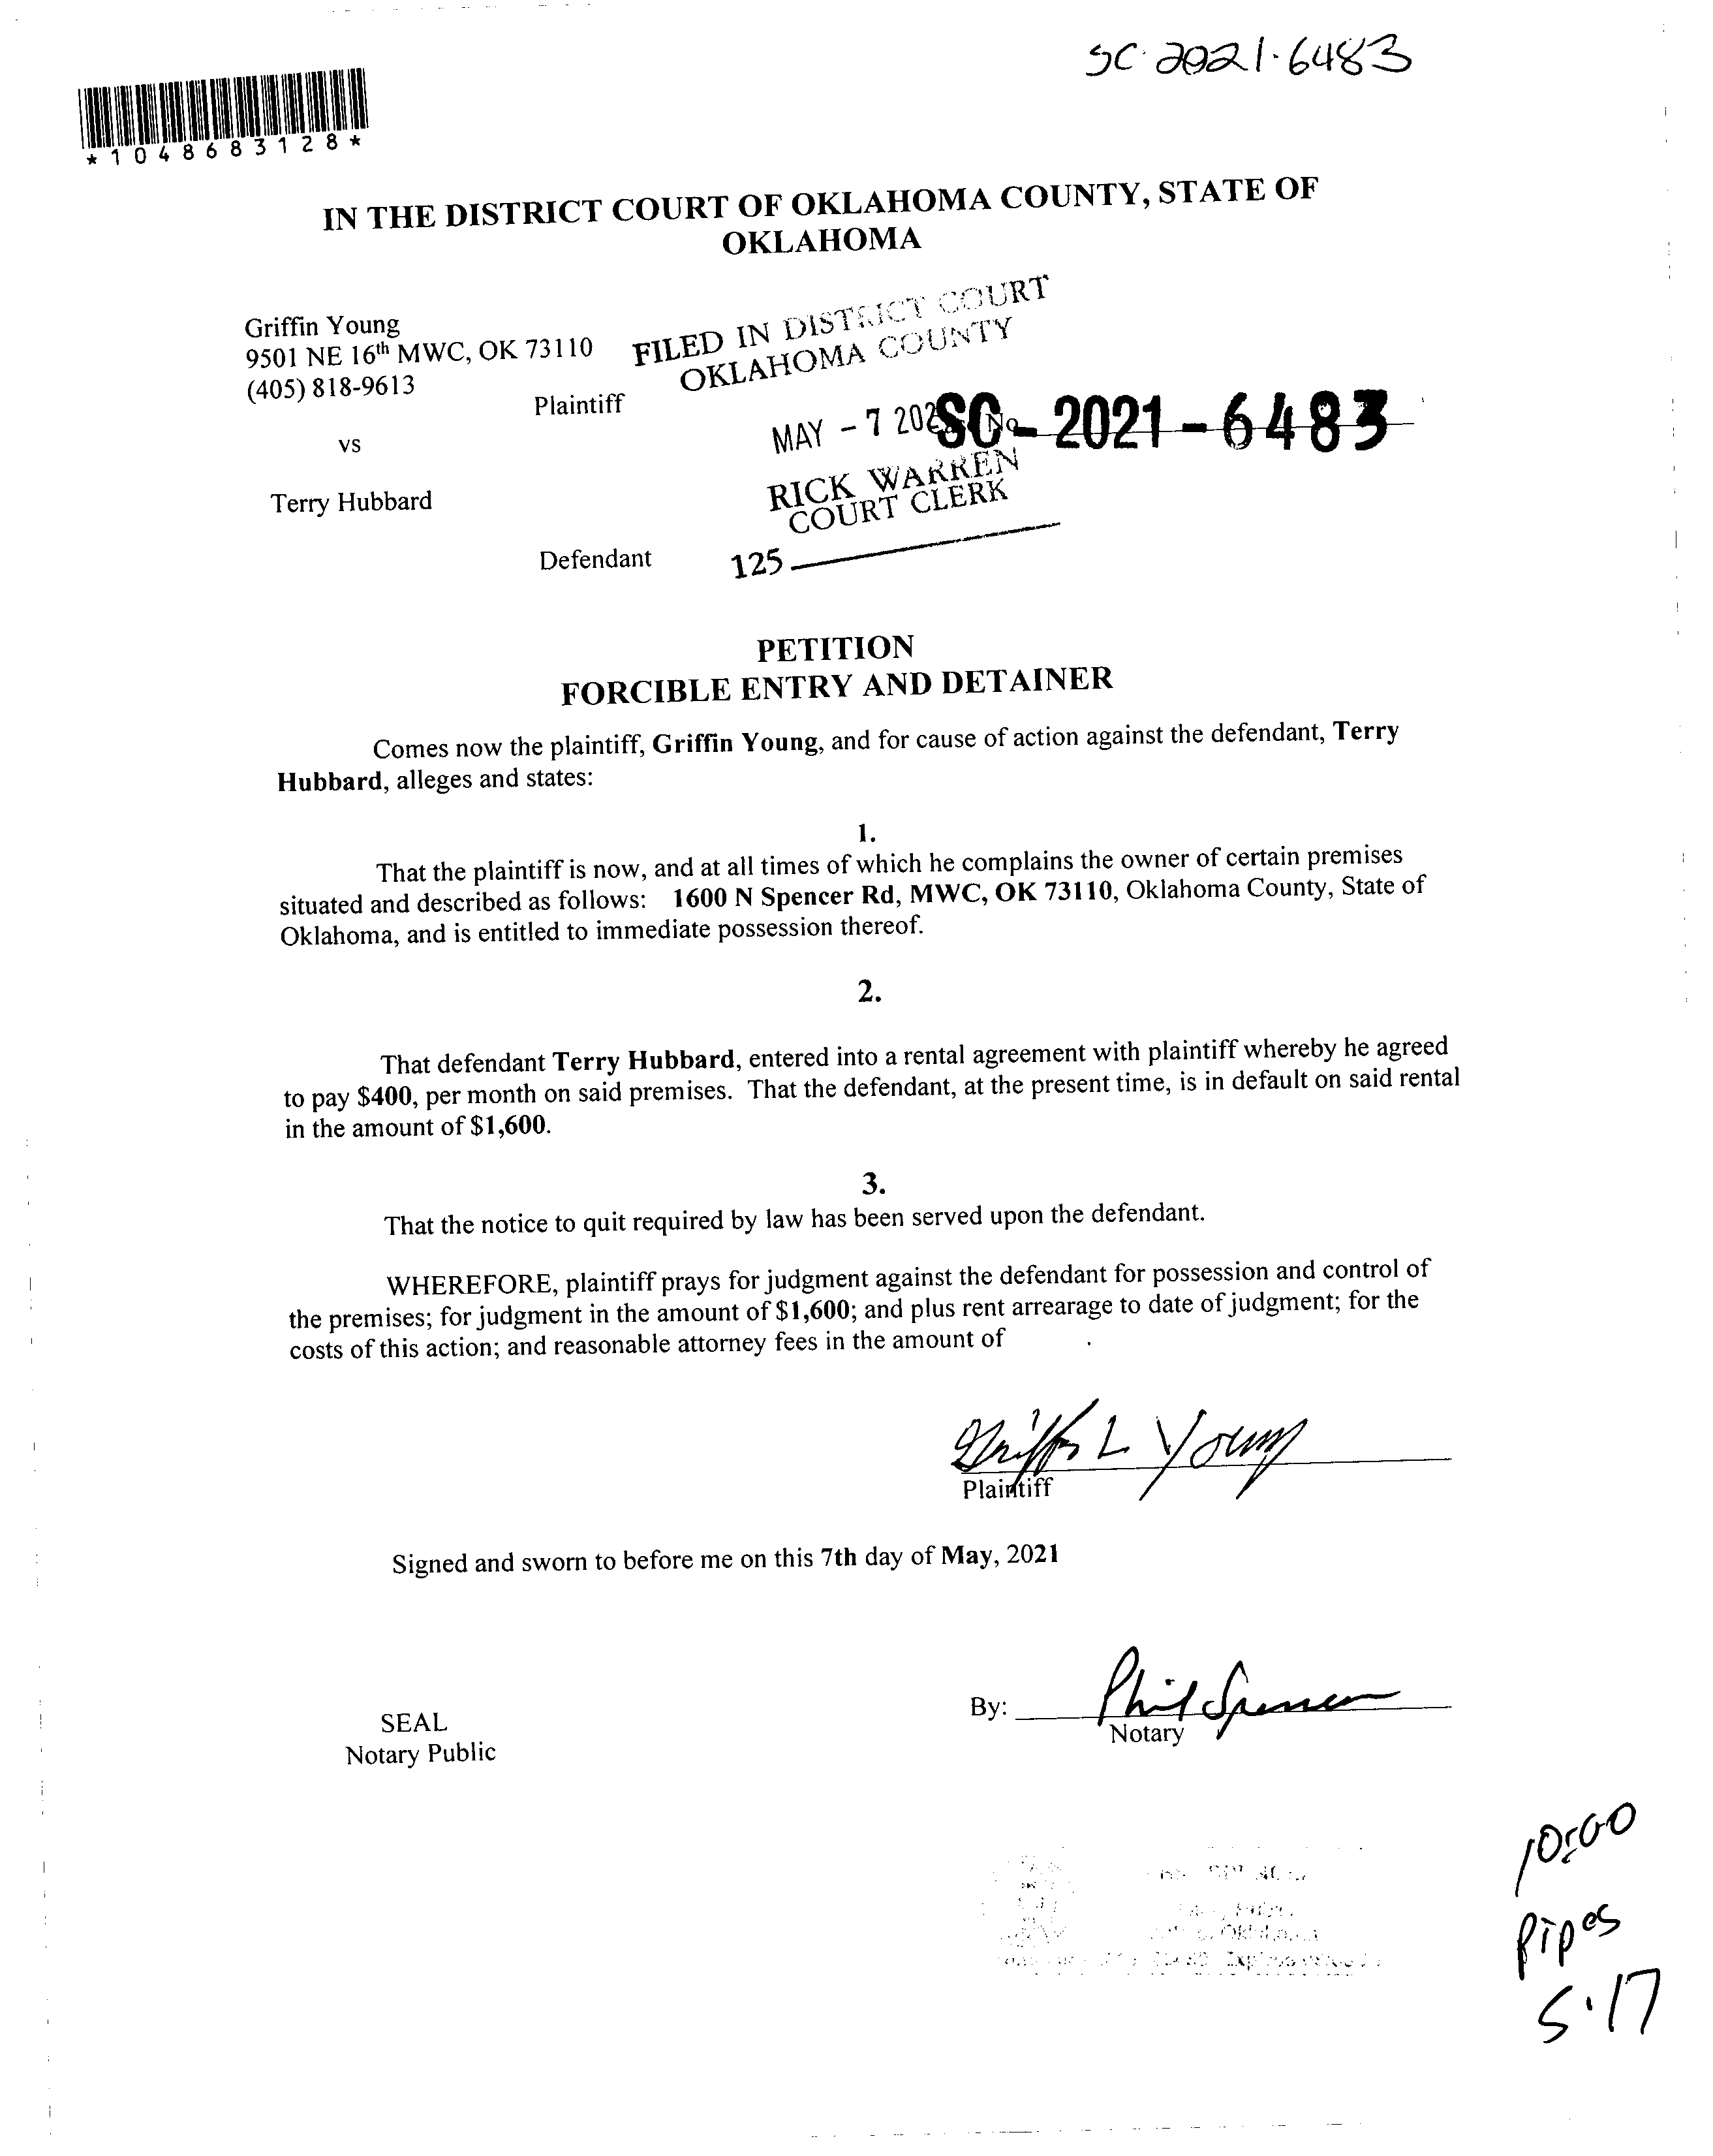 SC-2021-6483
*1048683128*
IN THE DISTRICT COURT OF OKLAHOMA COUNTY, STATE OF
OKLAHOMA
Griffin Young
9501 NE 16th MWC, OK 73110
(405) 818-9613
Plaintiff
FILED IN DISTRICT COURT
OKLAHOMA COUNTY
MAY - 7 202 No.
SC - 2021 - 6483
vs
RICK WARREN
COURT CLERK
Terry Hubbard
Defendant
125
PETITION
FORCIBLE ENTRY AND DETAINER
Comes now the plaintiff, Griffin Young, and for cause of action against the defendant, Terry
Hubbard, alleges and states:
1.
That the plaintiff is now, and at all times of which he complains the owner of certain premises
situated and described as follows: 1600 N Spencer Rd, MWC, OK 73110, Oklahoma County, State of
Oklahoma, and is entitled to immediate possession thereof.
2.
That defendant Terry Hubbard, entered into a rental agreement with plaintiff whereby he agreed
to pay $400, per month on said premises. That the defendant, at the present time, is in default on said rental
in the amount of $1,600.
3.
That the notice to quit required by law has been served upon the defendant.
WHEREFORE, plaintiff prays for judgment against the defendant for possession and control of
the premises; for judgment in the amount of $1,600; and plus rent arrearage to date of judgment; for the
costs of this action; and reasonable attorney fees in the amount of .
Griffin L Young
Plaintiff
Signed and sworn to before me on this 7th day of May, 2021
By: Phil Spencer
Notary
SEAL
Notary Public
10:00
Pipes
5-17